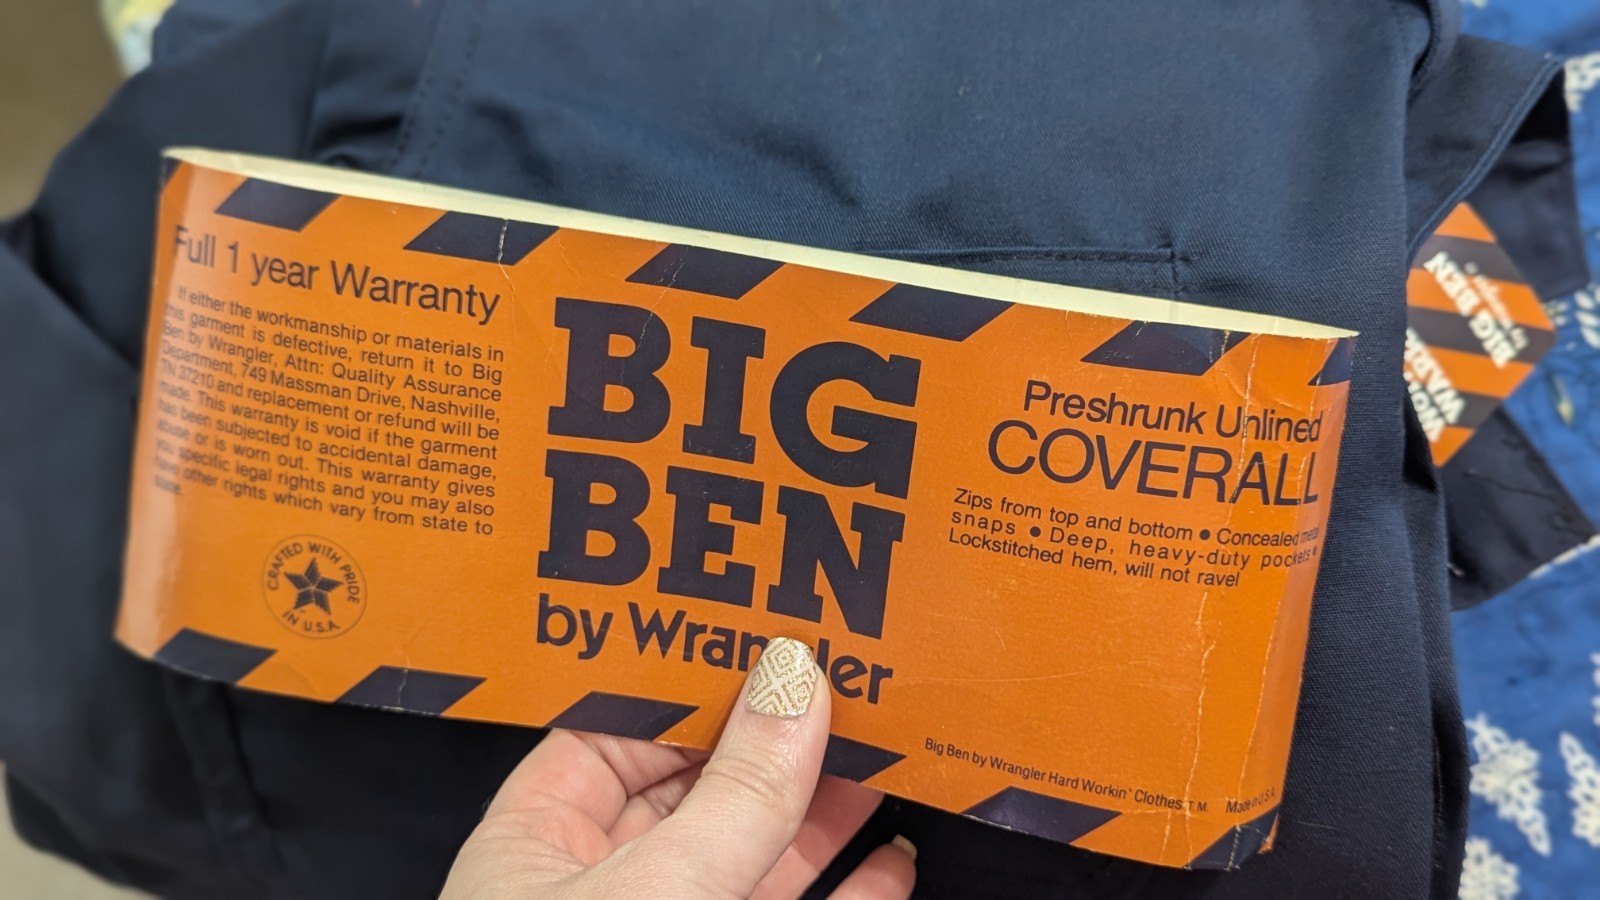 Full 1 year Warranty
If either the workmanship or materials in
this garment is defective, return it to Big
Ben by Wrangler, Attn: Quality Assurance
Department, 749 Massman Drive, Nashville,
TN 37210 and replacement or refund will be
made. This warranty is void if the garment
has been subjected to accidental damage,
abuse or is worn out. This warranty gives
you specific legal rights and you may also
have other rights which vary from state to
state.
CRAFTED WITH PRIDE
IN U.S.A.
BIG
BEN
by Wrangler
Preshrunk Unlined
COVERALL
Zips from top and bottom • Concealed metal
snaps • Deep, heavy-duty pockets •
Lockstitched hem, will not ravel
Big Ben by Wrangler Hard Workin' Clothes T.M. Made in U.S.A.
BIG BEN
by Wrangler
WEAR